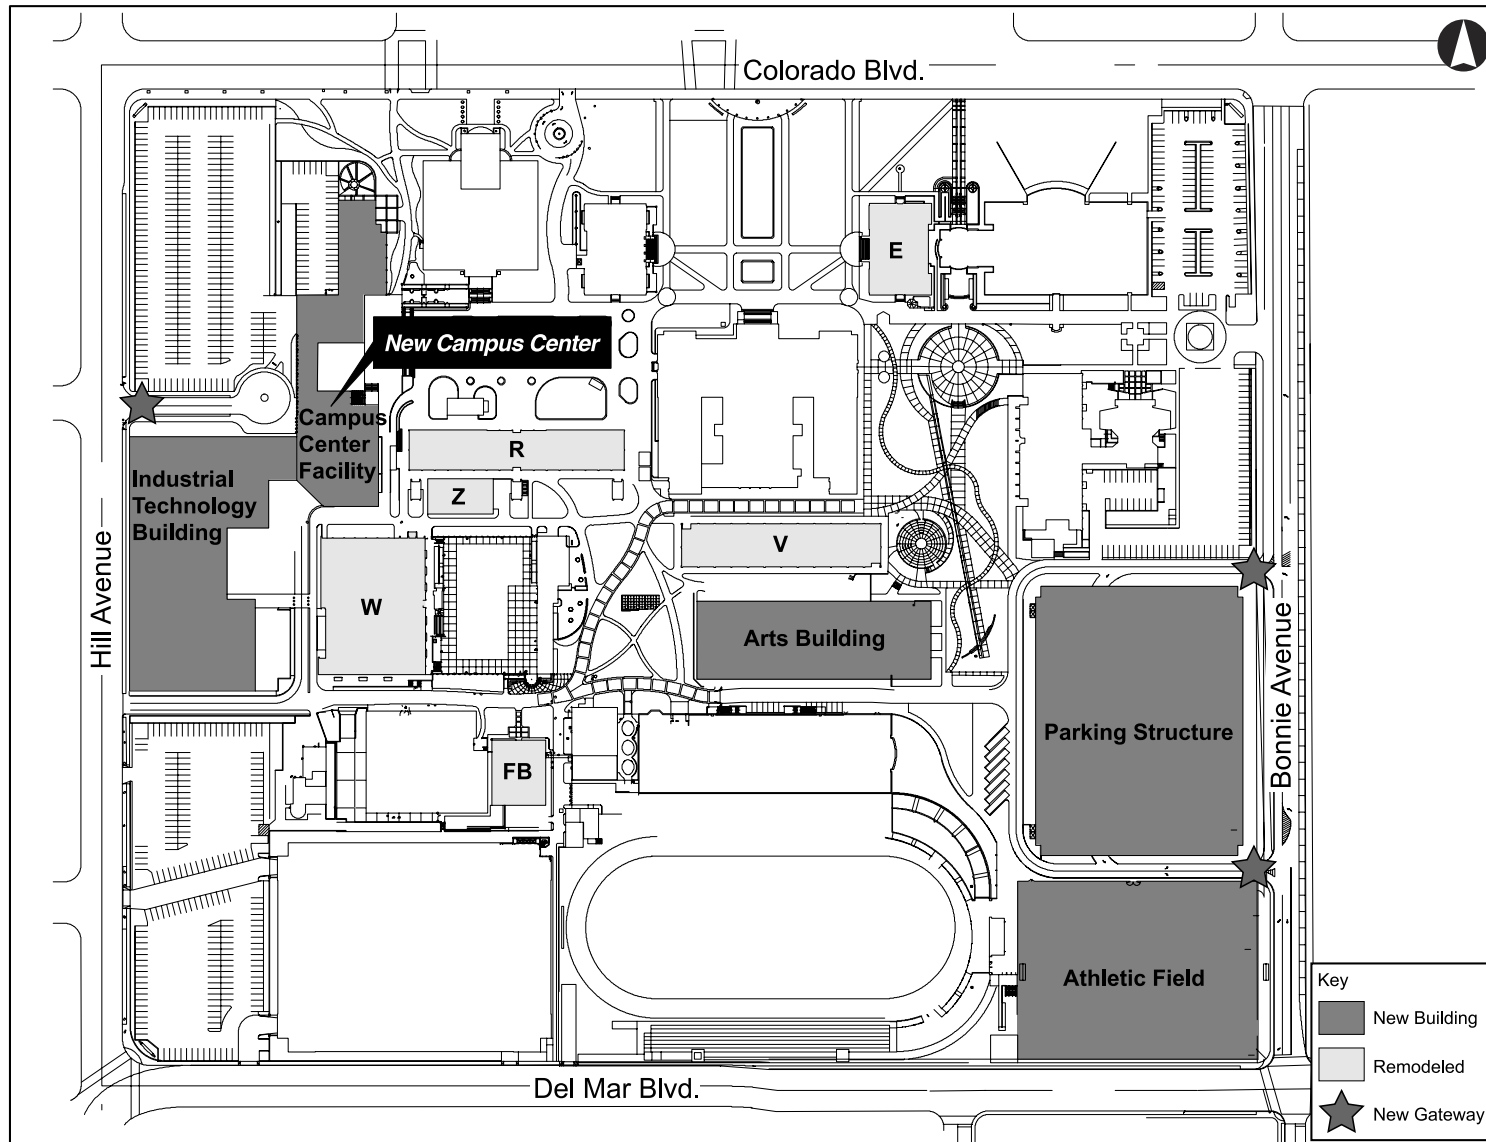 Colorado Blvd.
E
New Campus Center
Campus
Center
Facility
R
Industrial
Technology
Building
Z
V
Hill Avenue
W
Arts Building
Bonnie Avenue
Parking Structure
FB
Athletic Field
Del Mar Blvd.
Key
New Building
Remodeled
New Gateway